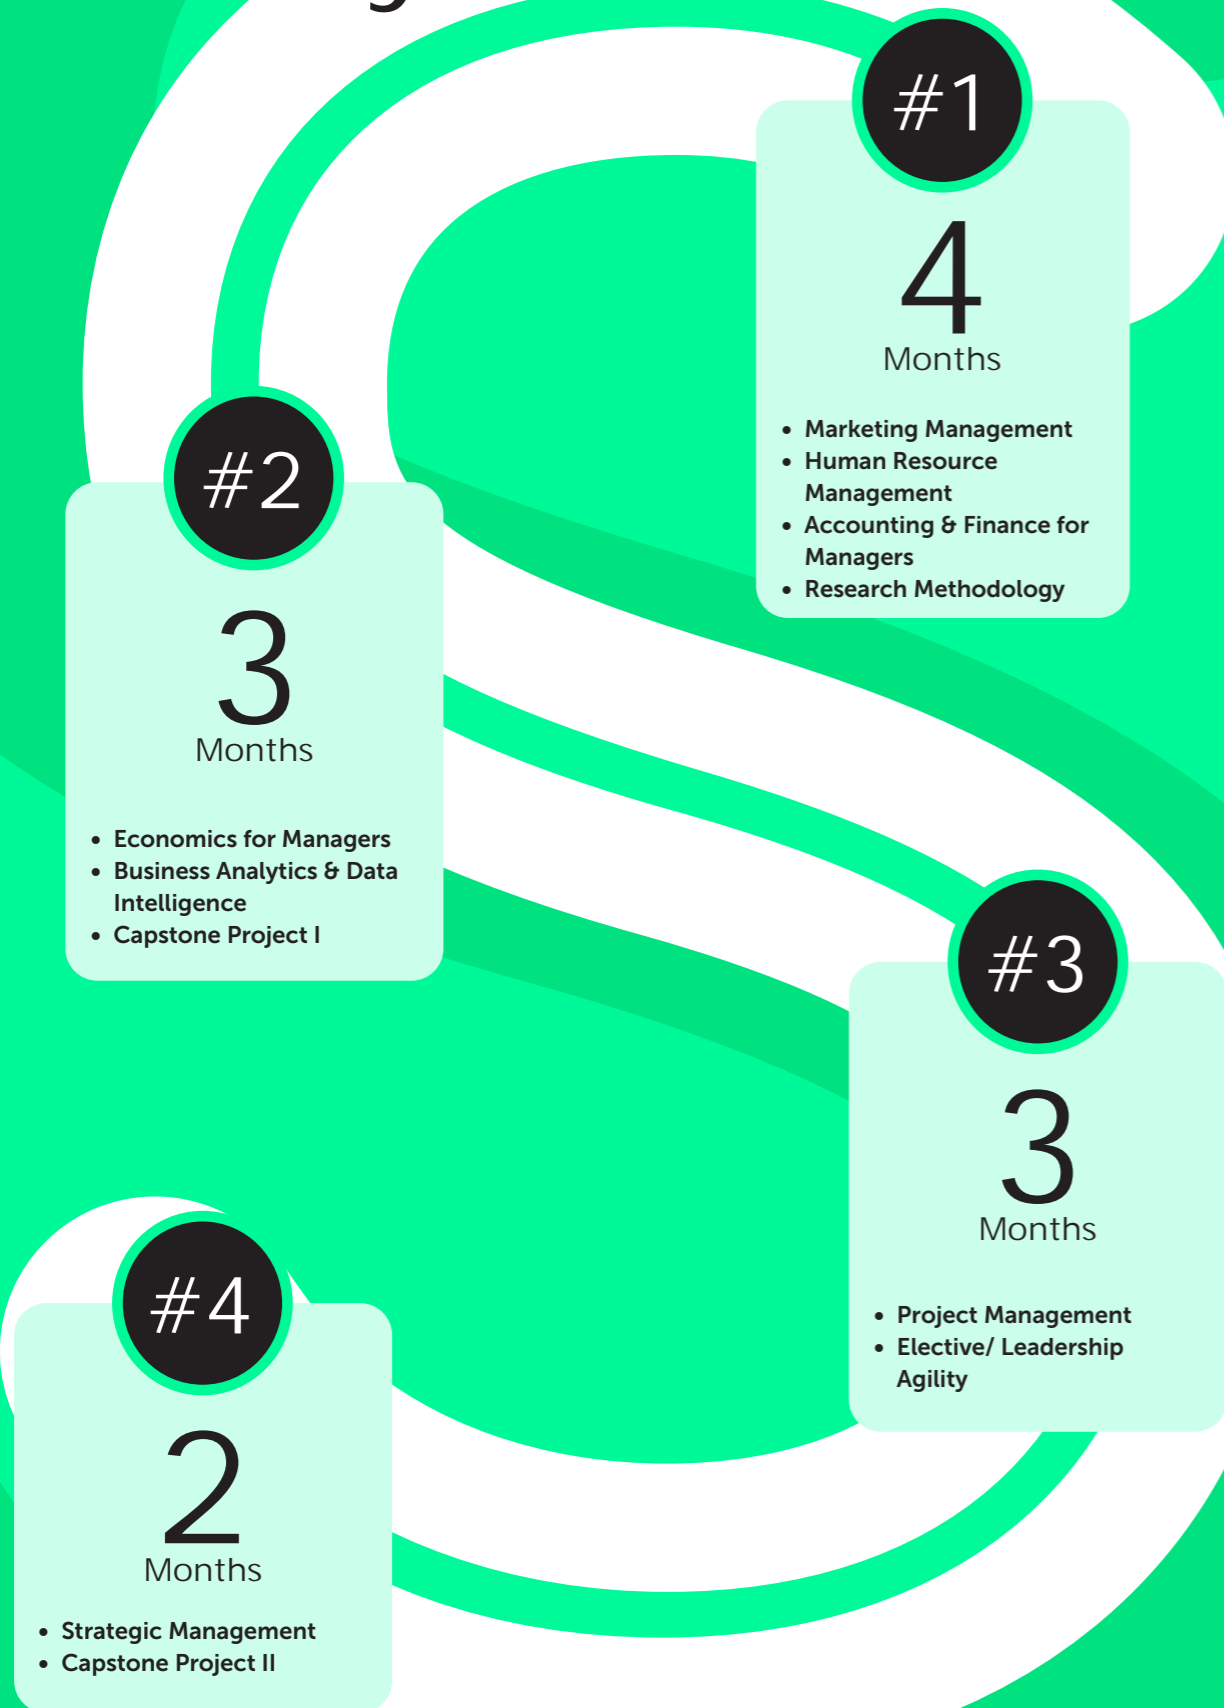 #1
4
Months
• Marketing Management
• Human Resource
Management
• Accounting & Finance for
Managers
• Research Methodology
#2
3
Months
• Economics for Managers
• Business Analytics & Data
Intelligence
• Capstone Project I
#3
3
Months
• Project Management
• Elective/ Leadership
Agility
#4
2
Months
• Strategic Management
• Capstone Project II